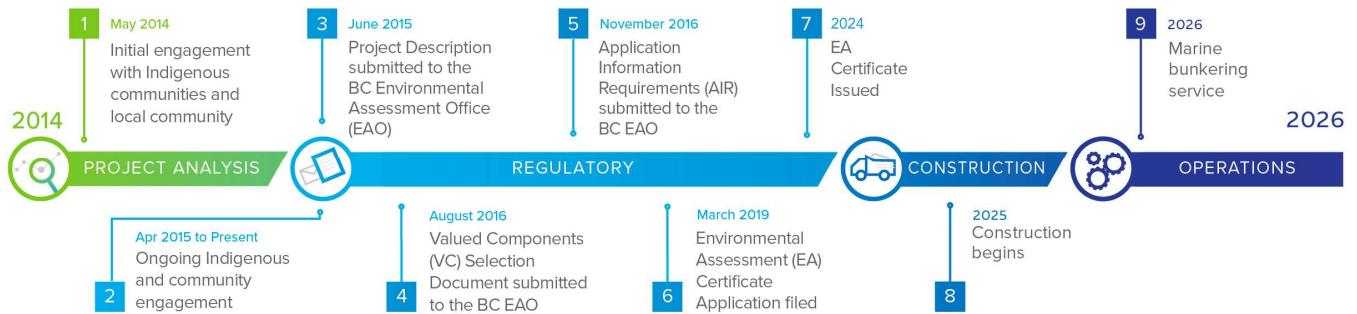 1
May 2014
Initial engagement
with Indigenous
communities and
local community
3
June 2015
Project Description
submitted to the
BC Environmental
Assessment Office
(EAO)
5
November 2016
Application
Information
Requirements (AIR)
submitted to the
BC EAO
7
2024
EA
Certificate
Issued
9
2026
Marine
bunkering
service
2014
2026
PROJECT ANALYSIS
REGULATORY
CONSTRUCTION
OPERATIONS
2
Apr 2015 to Present
Ongoing Indigenous
and community
engagement
4
August 2016
Valued Components
(VC) Selection
Document submitted
to the BC EAO
6
March 2019
Environmental
Assessment (EA)
Certificate
Application filed
8
2025
Construction
begins